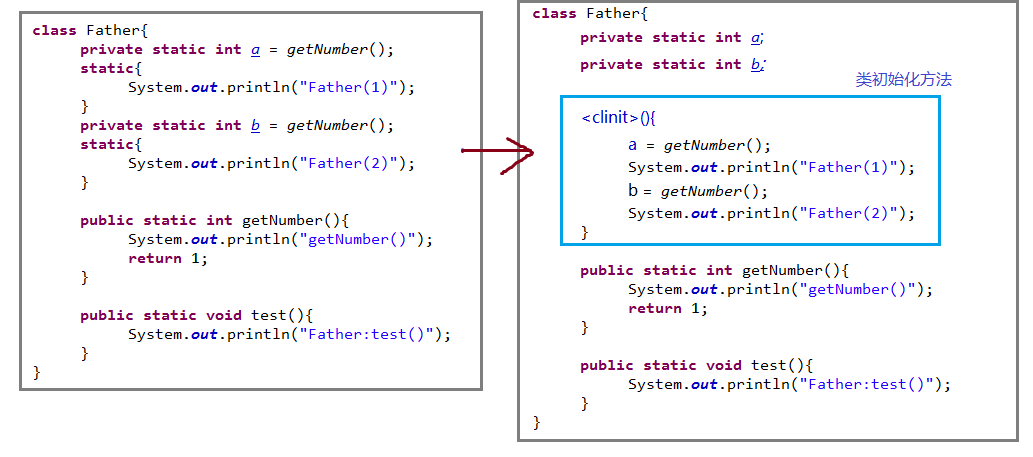 class Father{
private static int a = getNumber();
static{
System.out.println("Father(1)");
}
private static int b = getNumber();
static{
System.out.println("Father(2)");
}
public static int getNumber(){
System.out.println("getNumber()");
return 1;
}
public static void test(){
System.out.println("Father:test()");
}
}
class Father{
private static int a;
private static int b;
类初始化方法
<clinit>(){
a = getNumber();
System.out.println("Father(1)");
b = getNumber();
System.out.println("Father(2)");
}
public static int getNumber(){
System.out.println("getNumber()");
return 1;
}
public static void test(){
System.out.println("Father:test()");
}
}